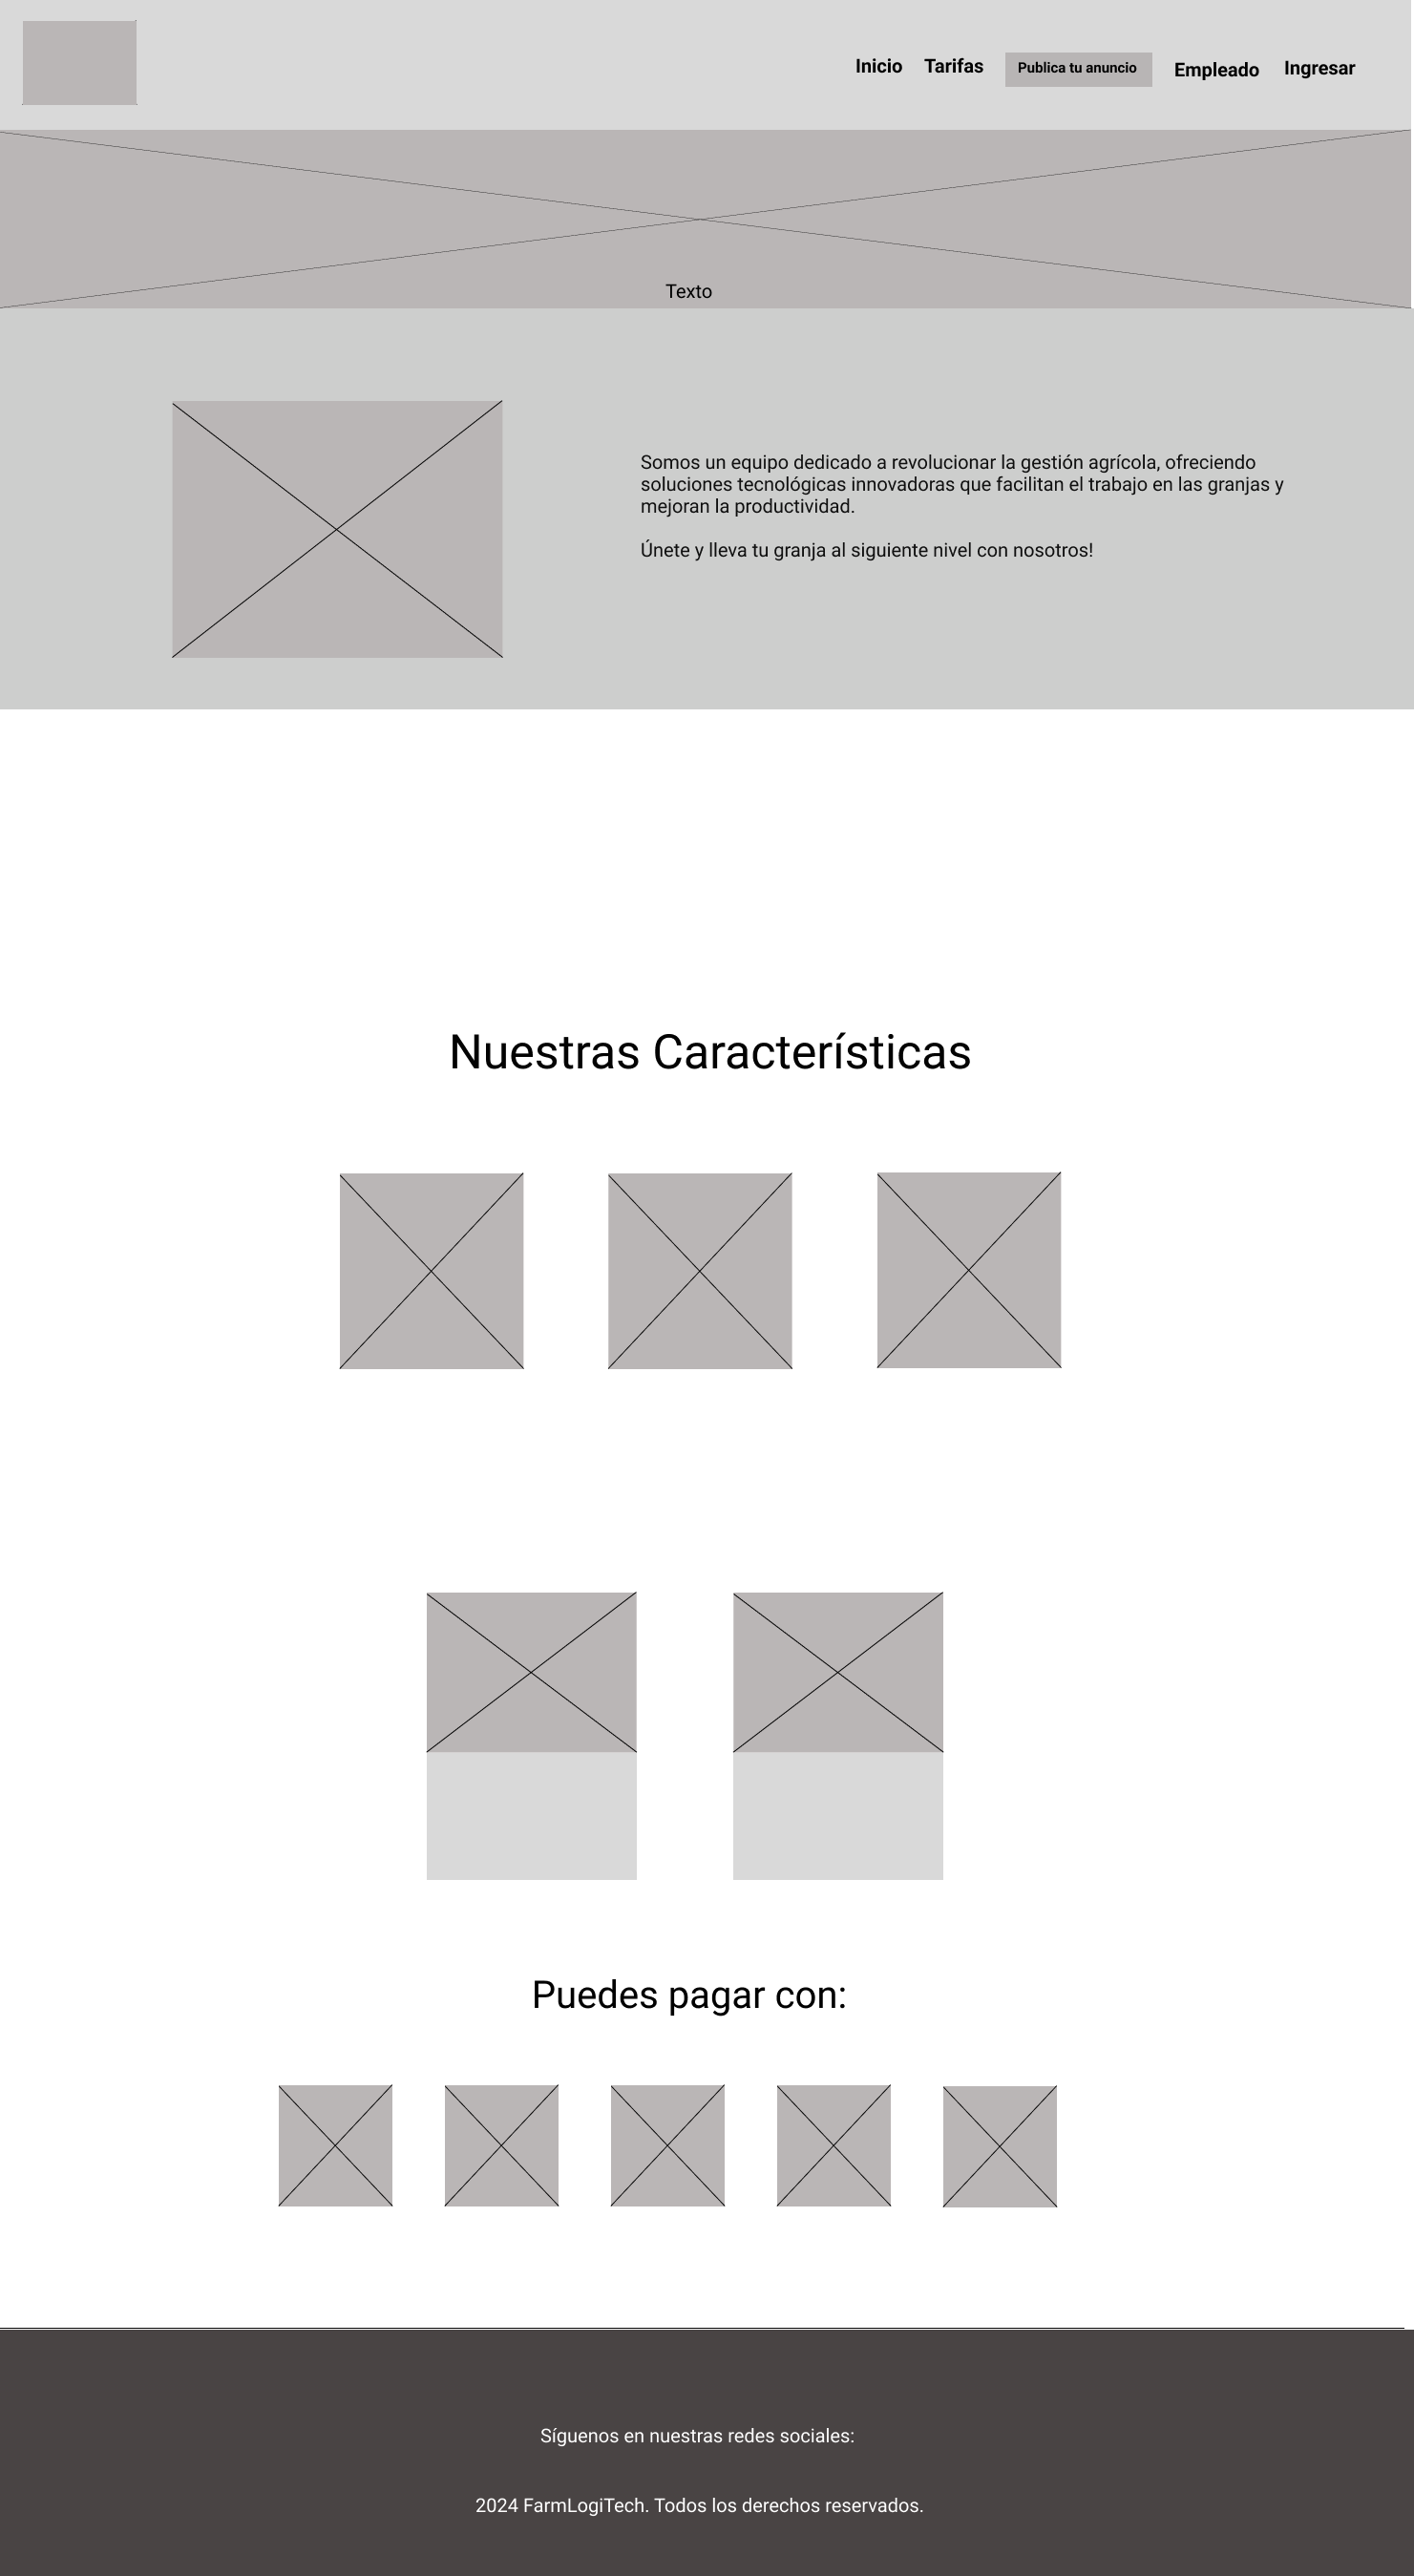 Inicio Tarifas Publica tu anuncio Empleado Ingresar
Texto
Somos un equipo dedicado a revolucionar la gestión agrícola, ofreciendo
soluciones tecnológicas innovadoras que facilitan el trabajo en las granjas y
mejoran la productividad.
Únete y lleva tu granja al siguiente nivel con nosotros!
Nuestras Características
Puedes pagar con:
Síguenos en nuestras redes sociales:
2024 FarmLogiTech. Todos los derechos reservados.